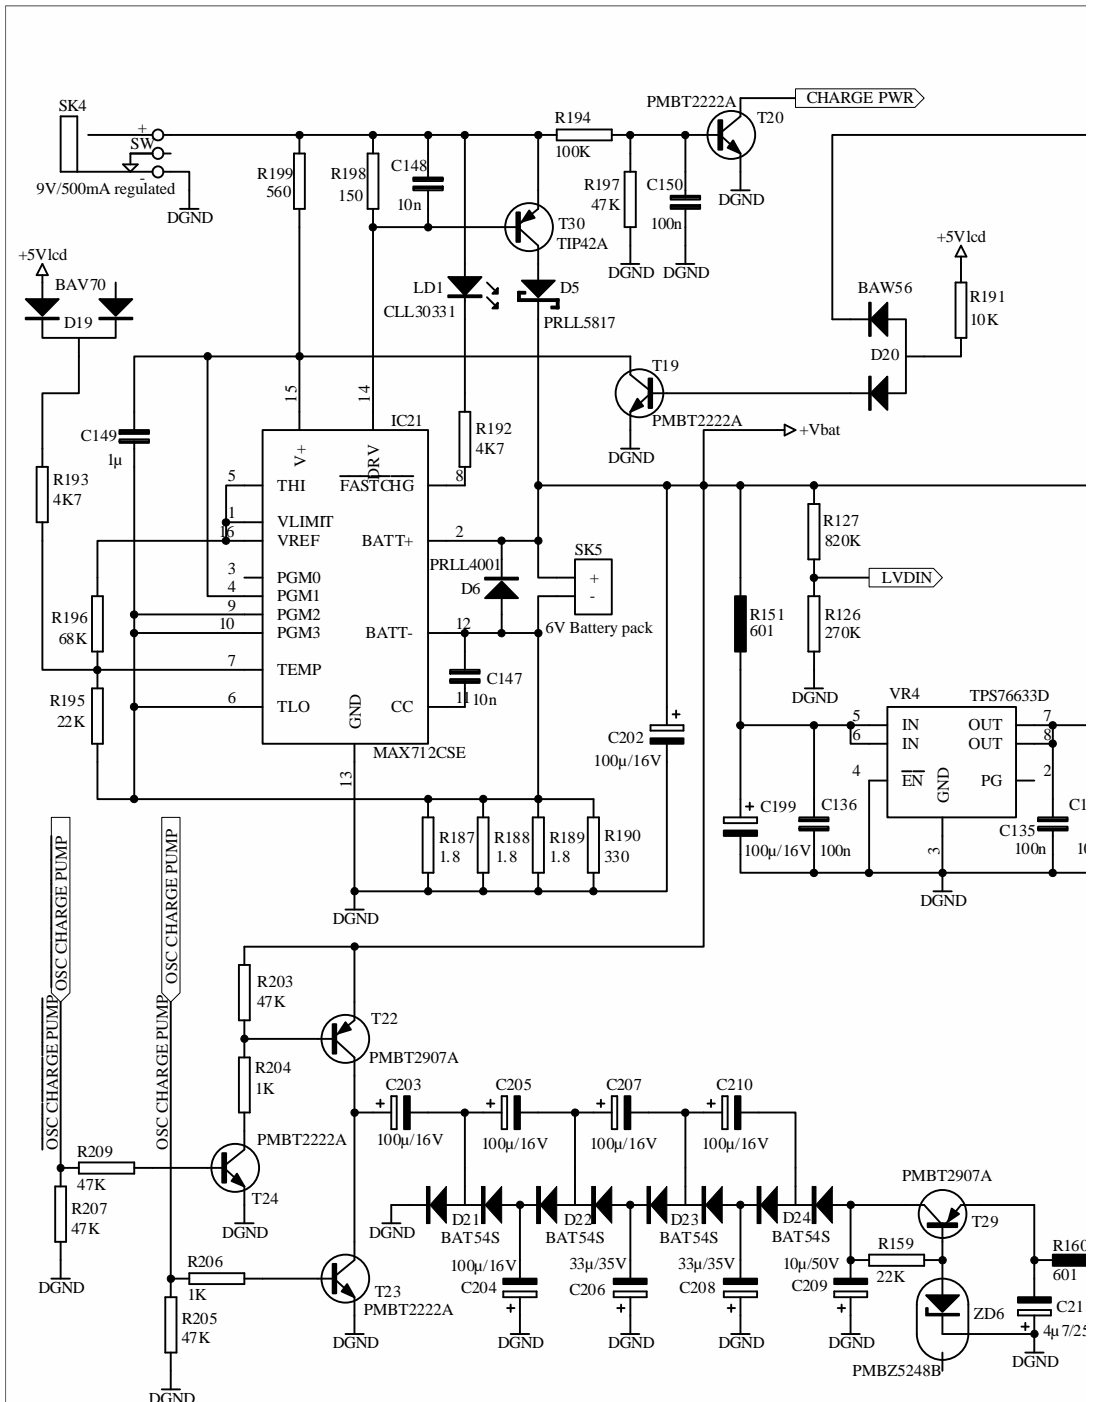 SK4
+
SW
-
9V/500mA regulated
DGND
R199
560
R198
150
C148
10n
R194
100K
PMBT2222A
T20
CHARGE PWR
DGND
R197
47K
C150
100n
DGND
DGND
T30
TIP42A
+5Vlcd
BAV70
D19
LD1
CLL30331
D5
PRLL5817
+5Vlcd
BAW56
R191
10K
D20
T19
PMBT2222A
DGND
15
14
IC21
C149
1µ
R193
4K7
R192
4K7
+Vbat
V+
DRV
5
THI
FASTCHG
8
1
VLIMIT
16
VREF
BATT+
2
3
PGM0
4
PGM1
9
PGM2
10
PGM3
BATT-
12
7
TEMP
6
TLO
GND
CC
11
13
MAX712CSE
R196
68K
R195
22K
PRLL4001
D6
SK5
+
-
6V Battery pack
C147
10n
R127
820K
LVDIN
R151
601
R126
270K
DGND
+
C202
100µ/16V
VR4
TPS76633D
5
IN
OUT
7
6
IN
OUT
8
4
EN
GND
PG
2
3
+
C199
100µ/16V
C136
100n
C135
100n
DGND
R187
1.8
R188
1.8
R189
1.8
R190
330
DGND
OSC CHARGE PUMP
OSC CHARGE PUMP
OSC CHARGE PUMP
OSC CHARGE PUMP
R203
47K
T22
PMBT2907A
R204
1K
PMBT2222A
T24
DGND
R209
47K
R207
47K
DGND
R206
1K
R205
47K
DGND
T23
PMBT2222A
DGND
C203
+
100µ/16V
C205
+
100µ/16V
C207
+
100µ/16V
C210
+
100µ/16V
DGND
D21
BAT54S
D22
BAT54S
D23
BAT54S
D24
BAT54S
100µ/16V
C204
+
DGND
33µ/35V
C206
+
DGND
33µ/35V
C208
+
DGND
10µ/50V
C209
+
DGND
PMBT2907A
T29
R159
22K
ZD6
PMBZ5248B
R160
601
C21
+
4µ7/25
DGND